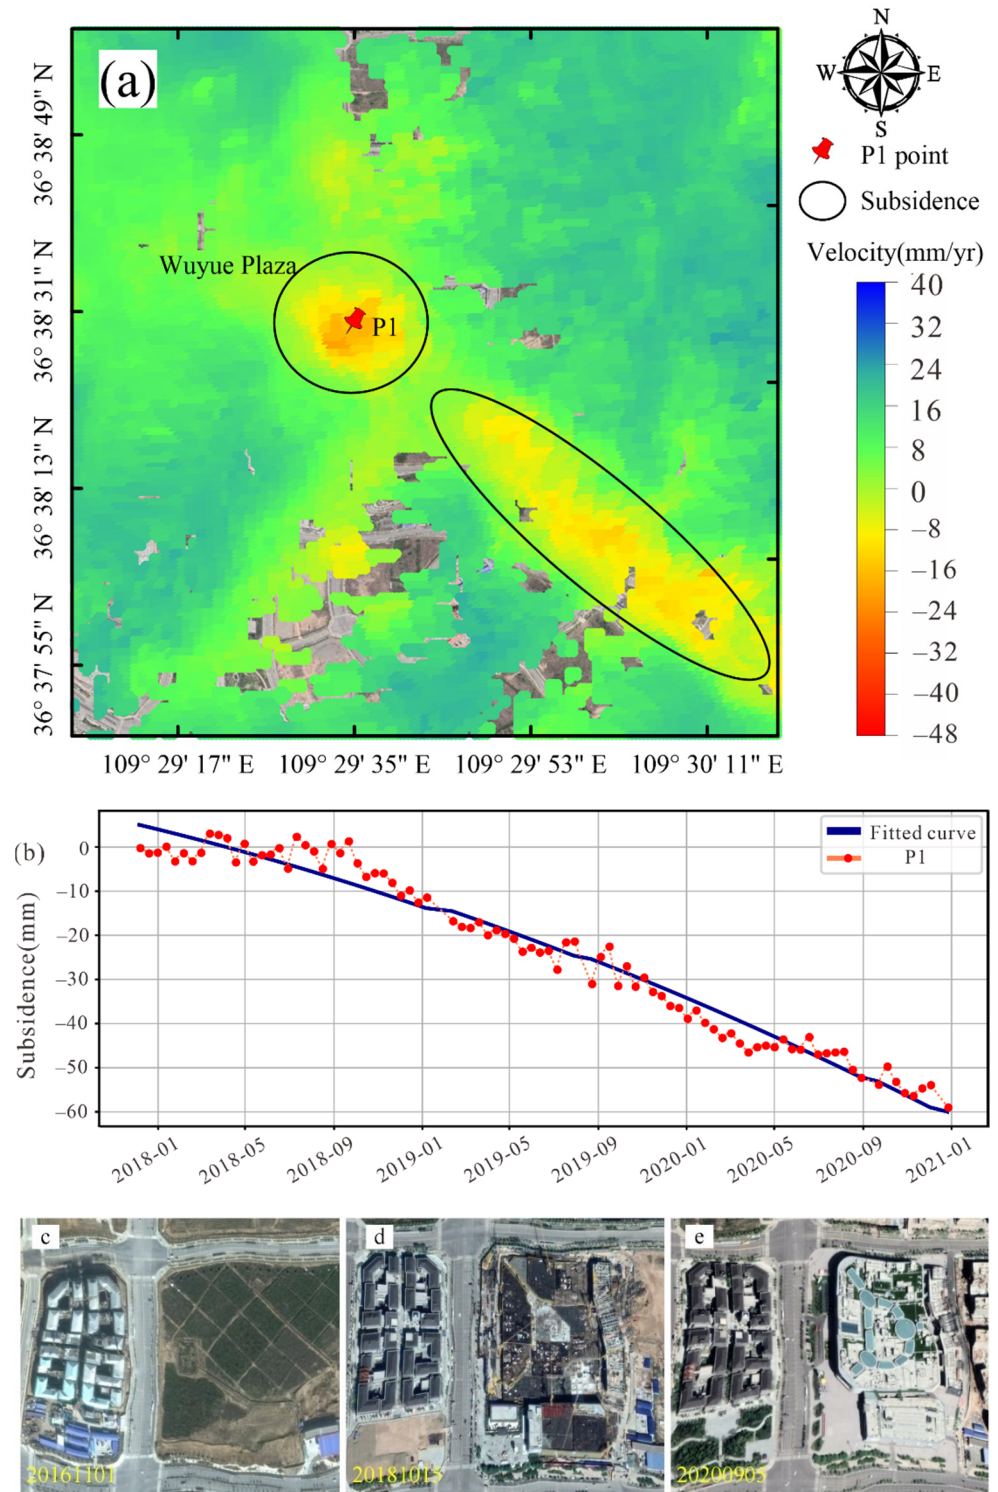 (a)
N
W E
S
P1 point
Subsidence
Velocity(mm/yr)
40
32
24
16
8
0
−8
−16
−24
−32
−40
−48
36° 38' 49" N
36° 38' 31" N
36° 38' 13" N
36° 37' 55" N
Wuyue Plaza
P1
109° 29' 17" E 109° 29' 35" E 109° 29' 53" E 109° 30' 11" E
(b)
Subsidence(mm)
0
−10
−20
−30
−40
−50
−60
Fitted curve
P1
2018-01 2018-05 2018-09 2019-01 2019-05 2019-09 2020-01 2020-05 2020-09 2021-01
c
20161101
d
20181015
e
20200905